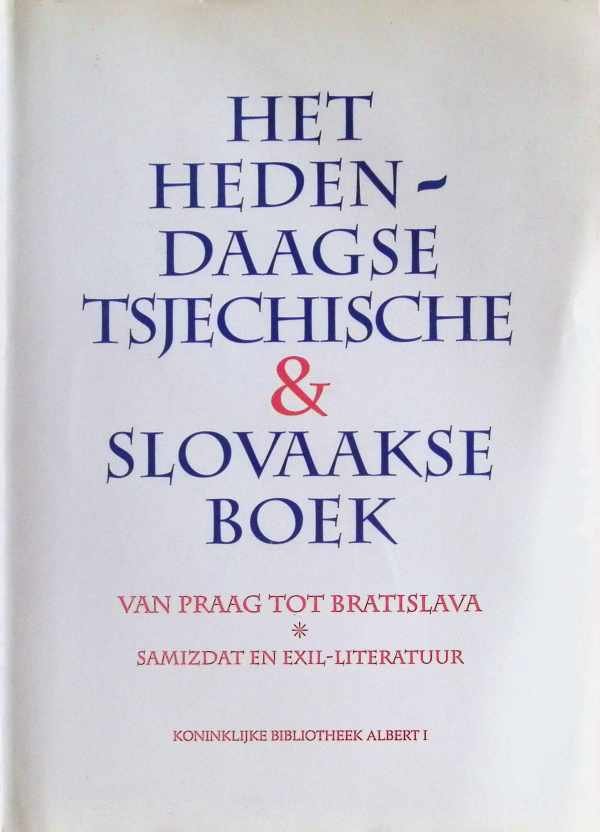 HET
HEDEN-
DAAGSE
TSJECHISCHE
&
SLOVAAKSE
BOEK
VAN PRAAG TOT BRATISLAVA
*
SAMIZDAT EN EXIL-LITERATUUR
KONINKLIJKE BIBLIOTHEEK ALBERT I